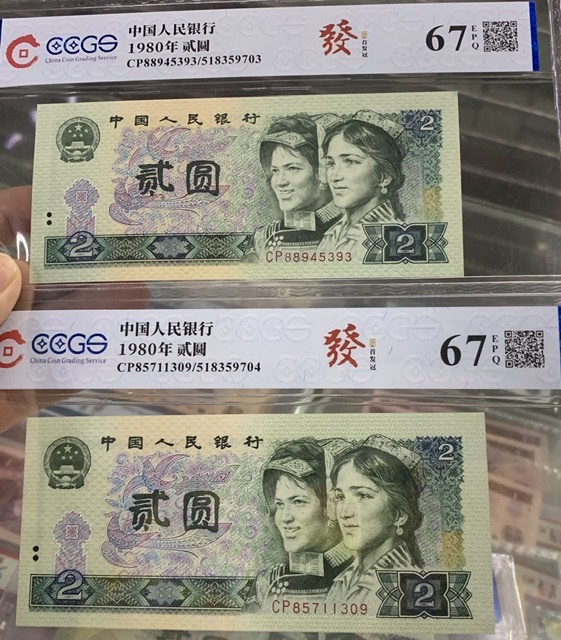 CCGS
China Coin Grading Service
中国人民银行
1980年 贰圆
CP88945393/518359703
發
首发冠
67
EPQ
中国人民银行
2
贰圆
2
2
CP88945393
CCGS
China Coin Grading Service
中国人民银行
1980年 贰圆
CP85711309/518359704
發
首发冠
67
EPQ
中国人民银行
2
贰圆
2
2
CP85711309